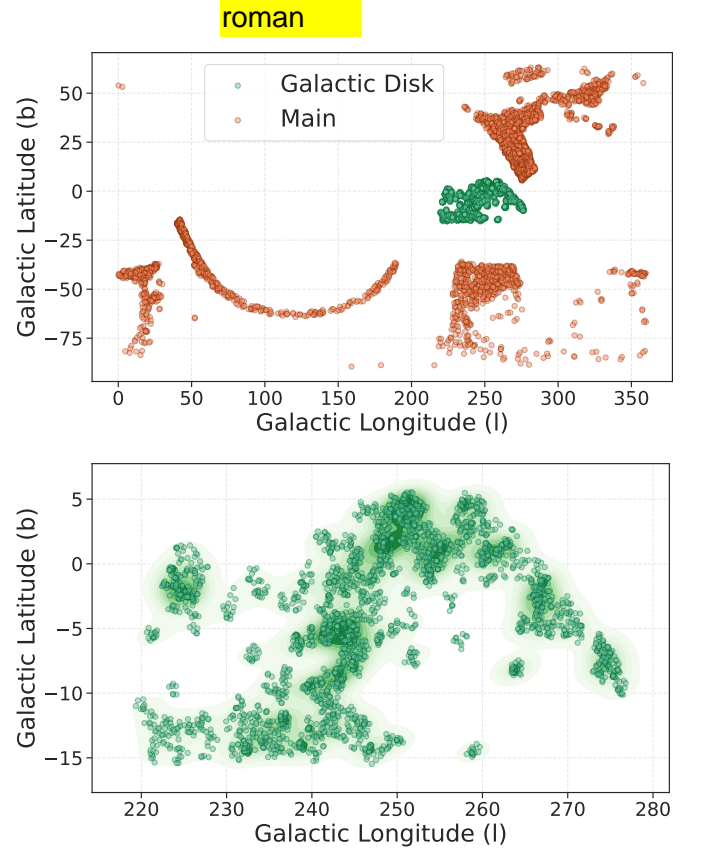 roman
Galactic Disk
Main
50
25
0
−25
−50
−75
Galactic Latitude (b)
0 50 100 150 200 250 300 350
Galactic Longitude (l)
5
0
−5
−10
−15
Galactic Latitude (b)
220 230 240 250 260 270 280
Galactic Longitude (l)